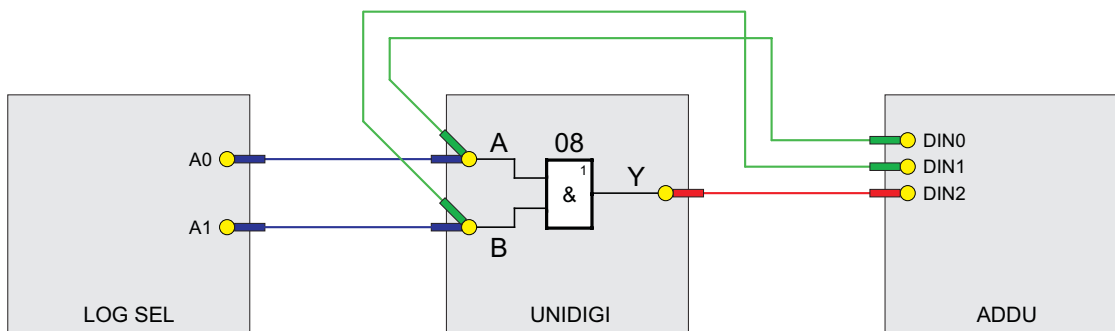 08
A
1
A0
DIN0
DIN1
&
Y
DIN2
A1
B
LOG SEL
UNIDIGI
ADDU